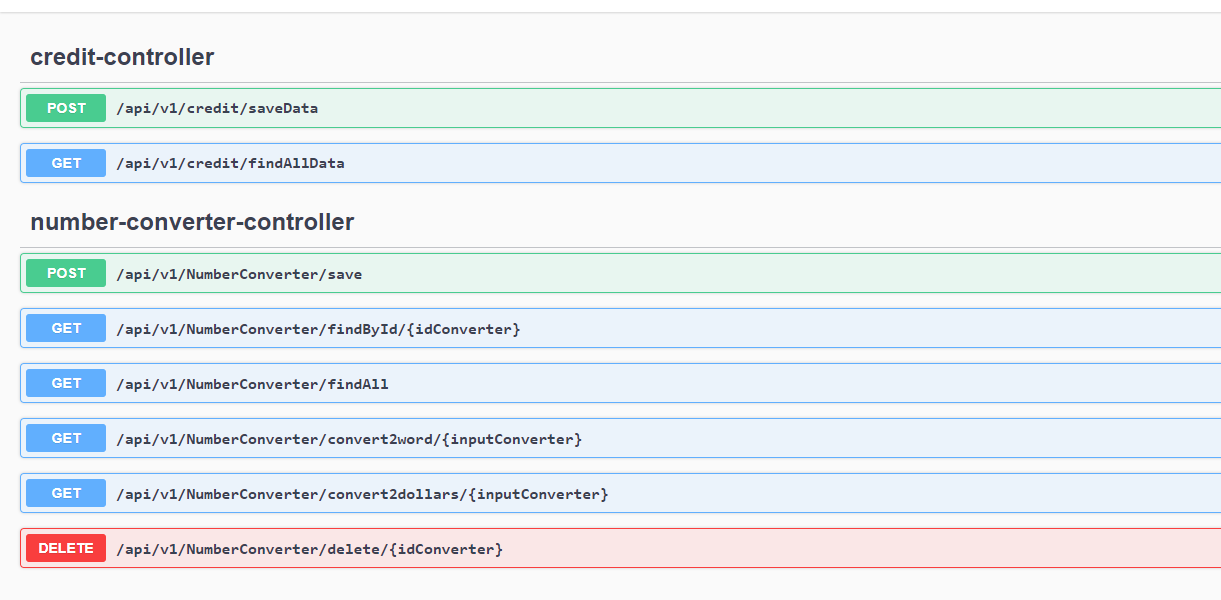 credit-controller
POST /api/v1/credit/saveData
GET /api/v1/credit/findAllData
number-converter-controller
POST /api/v1/NumberConverter/save
GET /api/v1/NumberConverter/findById/{idConverter}
GET /api/v1/NumberConverter/findAll
GET /api/v1/NumberConverter/convert2word/{inputConverter}
GET /api/v1/NumberConverter/convert2dollars/{inputConverter}
DELETE /api/v1/NumberConverter/delete/{idConverter}